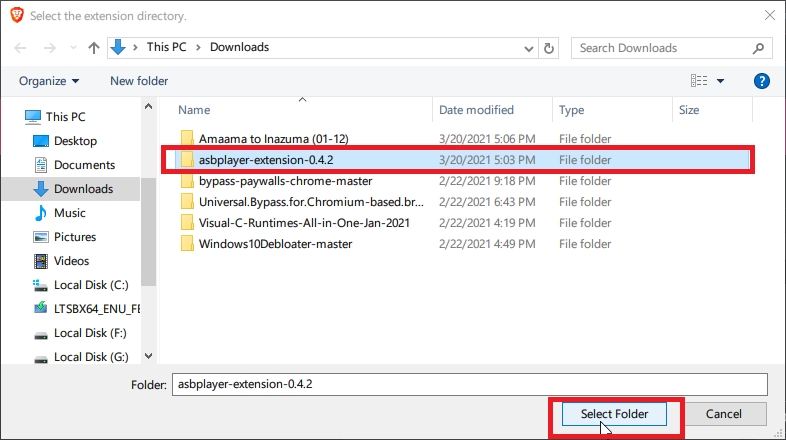 Select the extension directory.
This PC > Downloads
Search Downloads
Organize New folder
This PC
Desktop
Documents
Downloads
Music
Pictures
Videos
Local Disk (C:)
LTSBX64_ENU_FE
Local Disk (F:)
Local Disk (G:)
Name Date modified Type Size
Amaama to Inazuma (01-12) 3/20/2021 5:06 PM File folder
asbplayer-extension-0.4.2 3/20/2021 5:03 PM File folder
bypass-paywalls-chrome-master 2/22/2021 9:18 PM File folder
Universal.Bypass.for.Chromium-based.br... 2/22/2021 6:43 PM File folder
Visual-C-Runtimes-All-in-One-Jan-2021 2/22/2021 4:19 PM File folder
Windows10Debloater-master 2/22/2021 4:49 PM File folder
Folder: asbplayer-extension-0.4.2
Select Folder Cancel